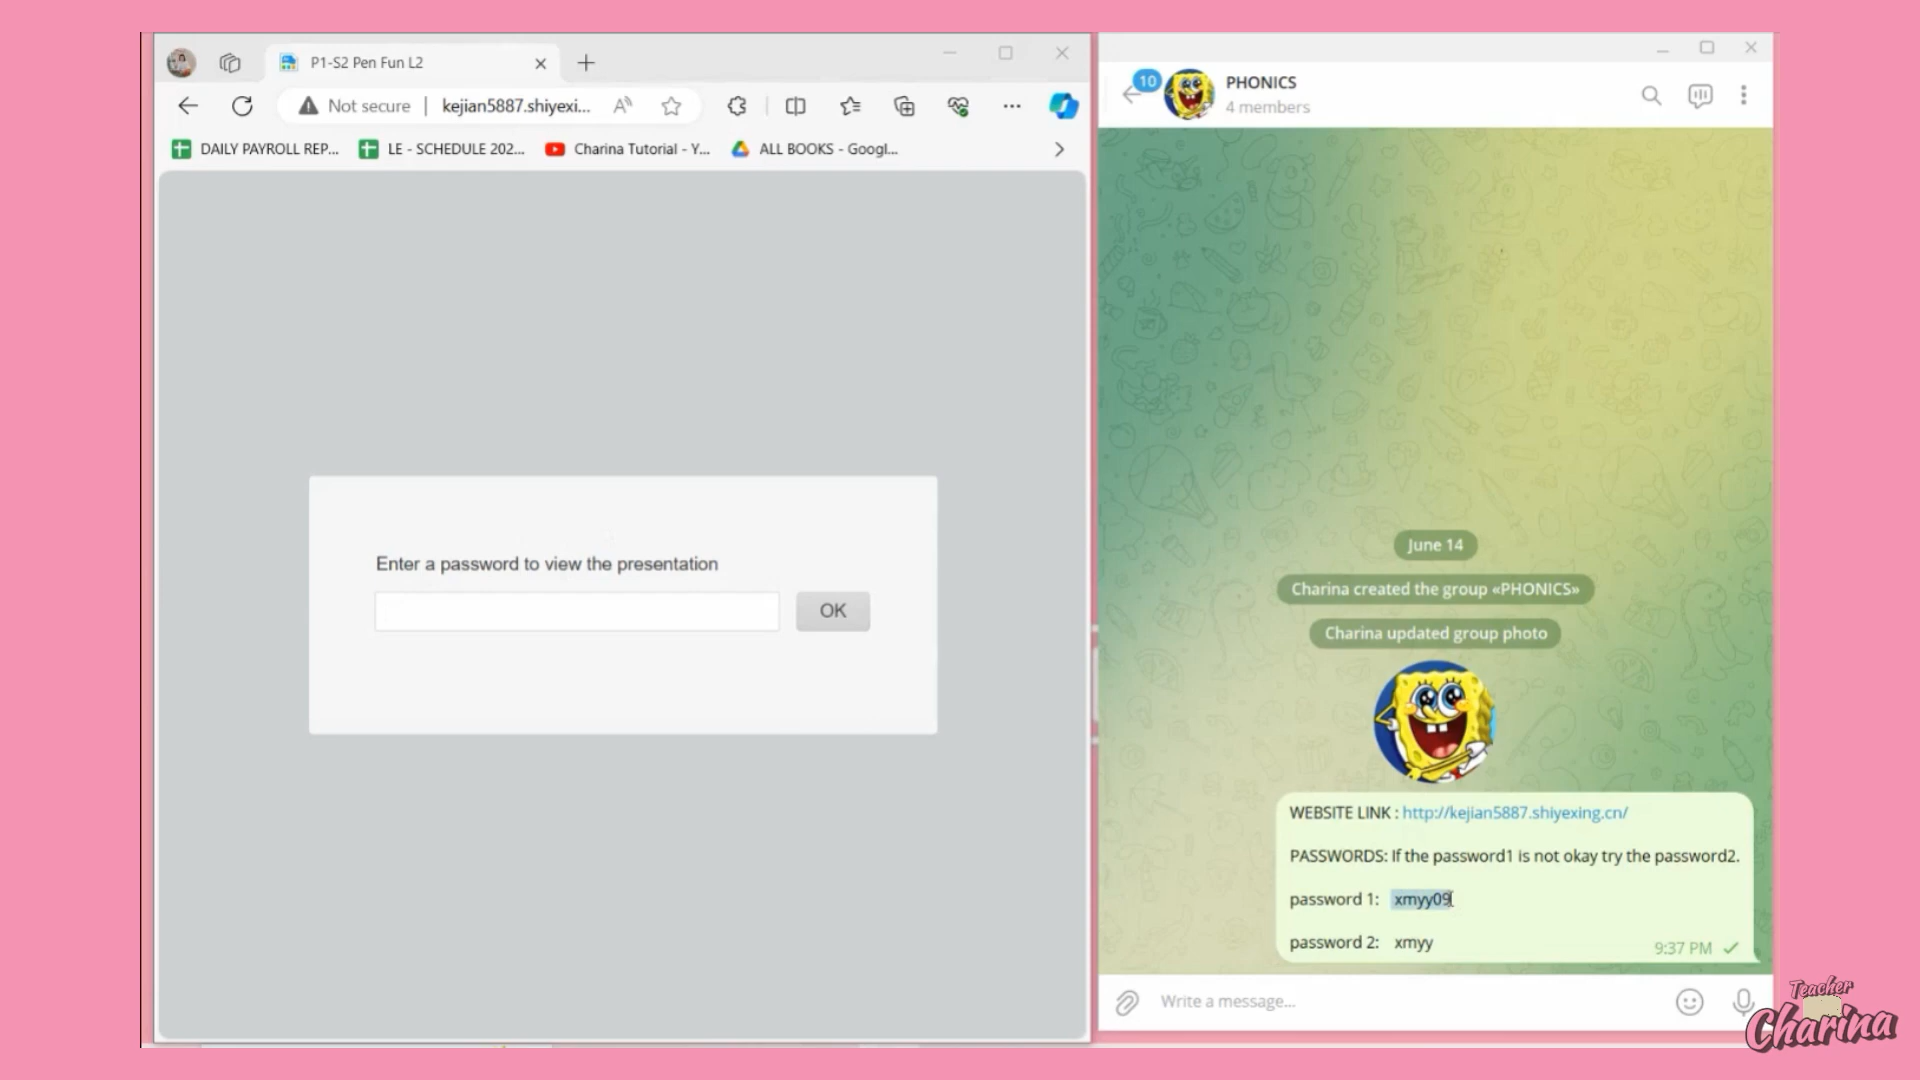 P1-S2 Pen Fun L2
Not secure
kejian5887.shiyexi...
DAILY PAYROLL REP...
LE - SCHEDULE 202...
Charina Tutorial - Y...
ALL BOOKS - Googl...
Enter a password to view the presentation
OK
10
PHONICS
4 members
June 14
Charina created the group «PHONICS»
Charina updated group photo
WEBSITE LINK : http://kejian5887.shiyexing.cn/
PASSWORDS: If the password1 is not okay try the password2.
password 1: xmyy09
password 2: xmyy
9:37 PM
Write a message...
Teacher
Charina